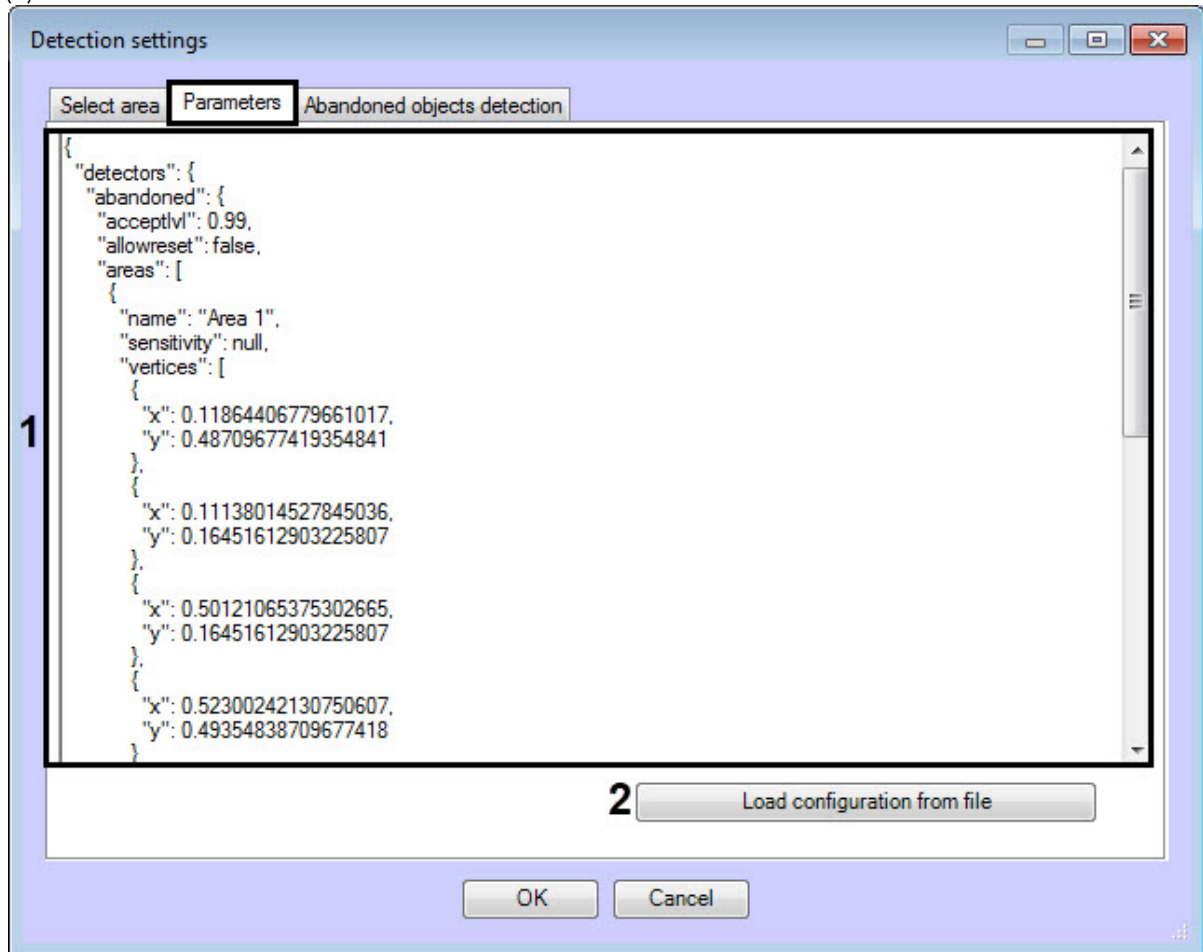 Detection settings
Select area Parameters Abandoned objects detection
{
"detectors": {
"abandoned": {
"acceptlvl": 0.99,
"allowreset": false,
"areas": [
{
"name": "Area 1",
"sensitivity": null,
"vertices": [
{
"x": 0.11864406779661017,
"y": 0.48709677419354841
},
{
"x": 0.11138014527845036,
"y": 0.16451612903225807
},
{
"x": 0.50121065375302665,
"y": 0.16451612903225807
},
{
"x": 0.52300242130750607,
"y": 0.49354838709677418
}
1
2 Load configuration from file
OK Cancel